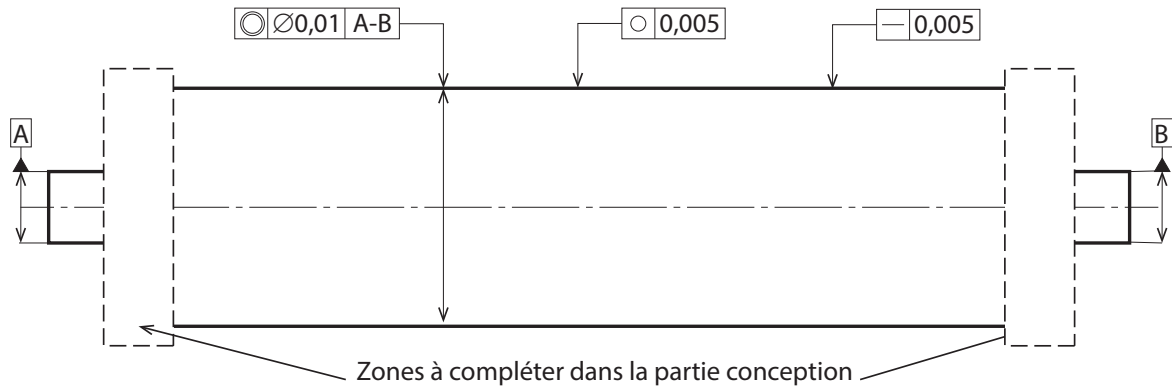 ◎ ∅0,01 A-B
○ 0,005
— 0,005
A
B
Zones à compléter dans la partie conception